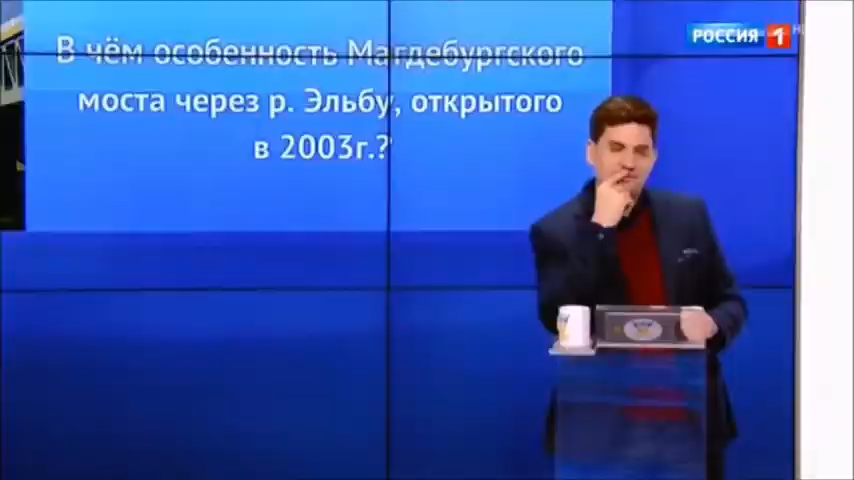 В чём особенность Магдебургского
моста через р. Эльбу, открытого
в 2003г.?
РОССИЯ 1